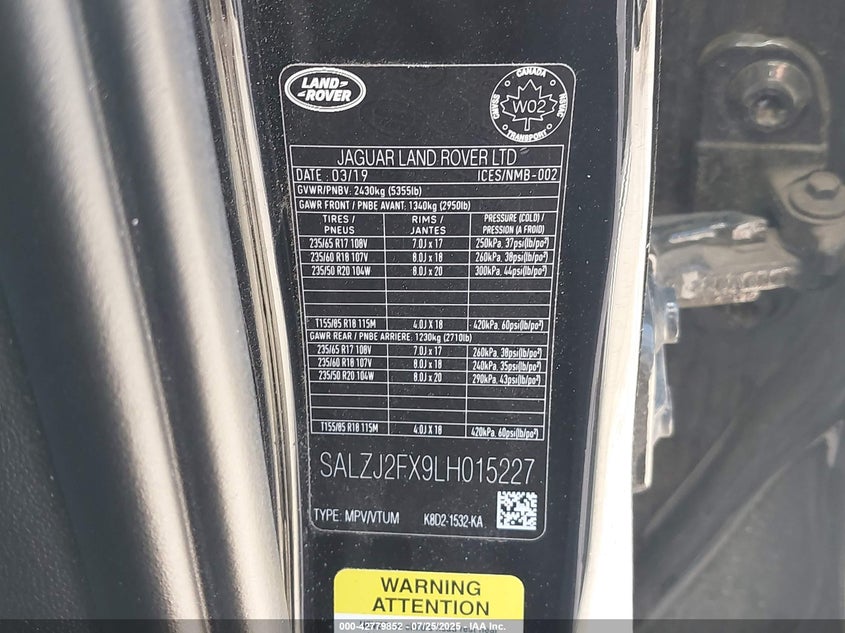 LAND
ROVER
CANADA
CMVSS W02 NSVAC
TRANSPORT
JAGUAR LAND ROVER LTD
DATE : 03/19 ICES/NMB-002
GVWR/PNBV: 2430kg (5355lb)
GAWR FRONT / PNBE AVANT: 1340kg (2950lb)
TIRES / RIMS / PRESSURE (COLD) /
PNEUS JANTES PRESSION (A FROID)
235/65 R17 108V 7.0J x 17 250kPa, 37psi(lb/po²)
235/60 R18 107V 8.0J x 18 260kPa, 38psi(lb/po²)
235/50 R20 104W 8.0J x 20 300kPa, 44psi(lb/po²)
T155/85 R18 115M 4.0J X 18 420kPa, 60psi(lb/po²)
GAWR REAR / PNBE ARRIERE: 1230kg (2710lb)
235/65 R17 108V 7.0J x 17 260kPa, 38psi(lb/po²)
235/60 R18 107V 8.0J x 18 240kPa, 35psi(lb/po²)
235/50 R20 104W 8.0J x 20 290kPa, 43psi(lb/po²)
T155/85 R18 115M 4.0J X 18 420kPa, 60psi(lb/po²)
SALZJ2FX9LH015227
TYPE: MPV/VTUM K8D2-1532-KA
WARNING
ATTENTION
000-42779852 - 07/25/2025 - IAA Inc.